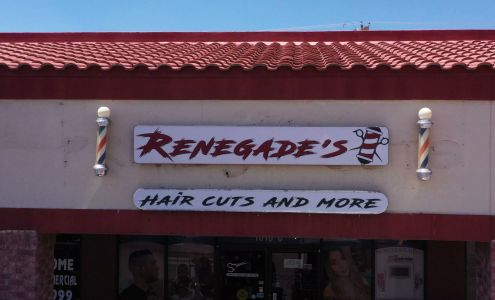 RENEGADE'S
HAIR CUTS AND MORE